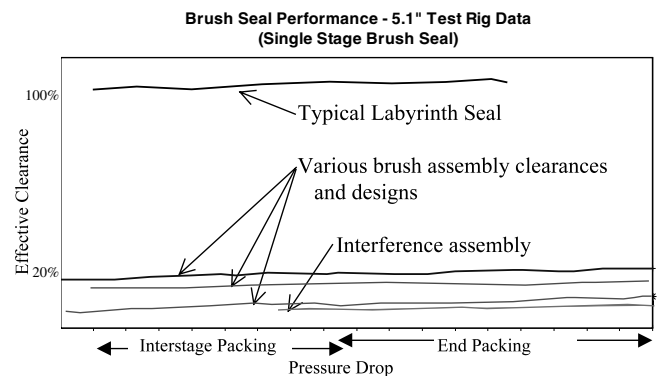 Brush Seal Performance - 5.1" Test Rig Data
(Single Stage Brush Seal)
100%
Typical Labyrinth Seal
Various brush assembly clearances
and designs
Effective Clearance
Interference assembly
20%
Interstage Packing
End Packing
Pressure Drop